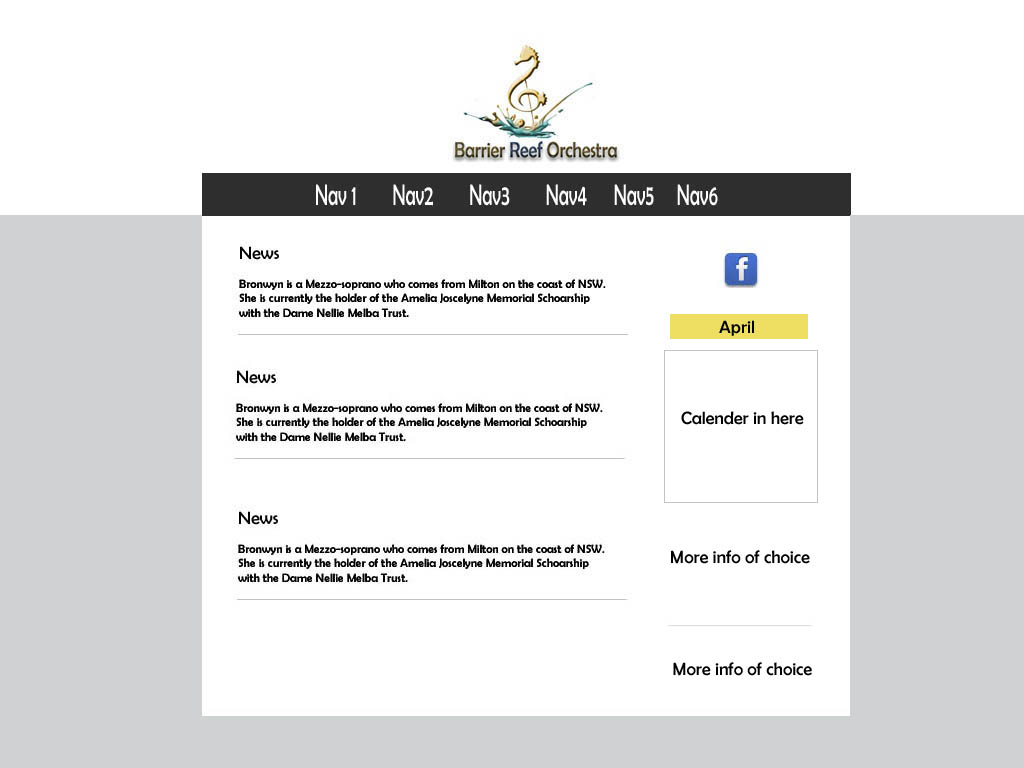 Barrier Reef Orchestra
Nav 1 Nav2 Nav3 Nav4 Nav5 Nav6
News
Bronwyn is a Mezzo-soprano who comes from Milton on the coast of NSW.
She is currently the holder of the Amelia Joscelyne Memorial Schoarship
with the Dame Nellie Melba Trust.
News
Bronwyn is a Mezzo-soprano who comes from Milton on the coast of NSW.
She is currently the holder of the Amelia Joscelyne Memorial Schoarship
with the Dame Nellie Melba Trust.
News
Bronwyn is a Mezzo-soprano who comes from Milton on the coast of NSW.
She is currently the holder of the Amelia Joscelyne Memorial Schoarship
with the Dame Nellie Melba Trust.
f
April
Calender in here
More info of choice
More info of choice